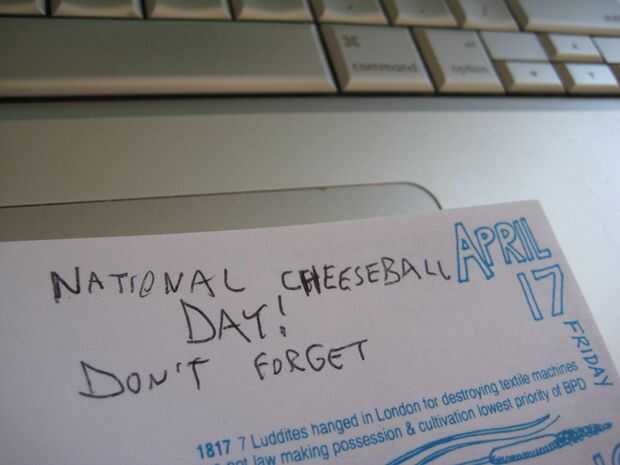 command
option
NATIONAL CHEESEBALL
DAY!
DON'T FORGET
APRIL
17
FRIDAY
1817 7 Luddites hanged in London for destroying textile machines
law making possession & cultivation lowest priority of BPD